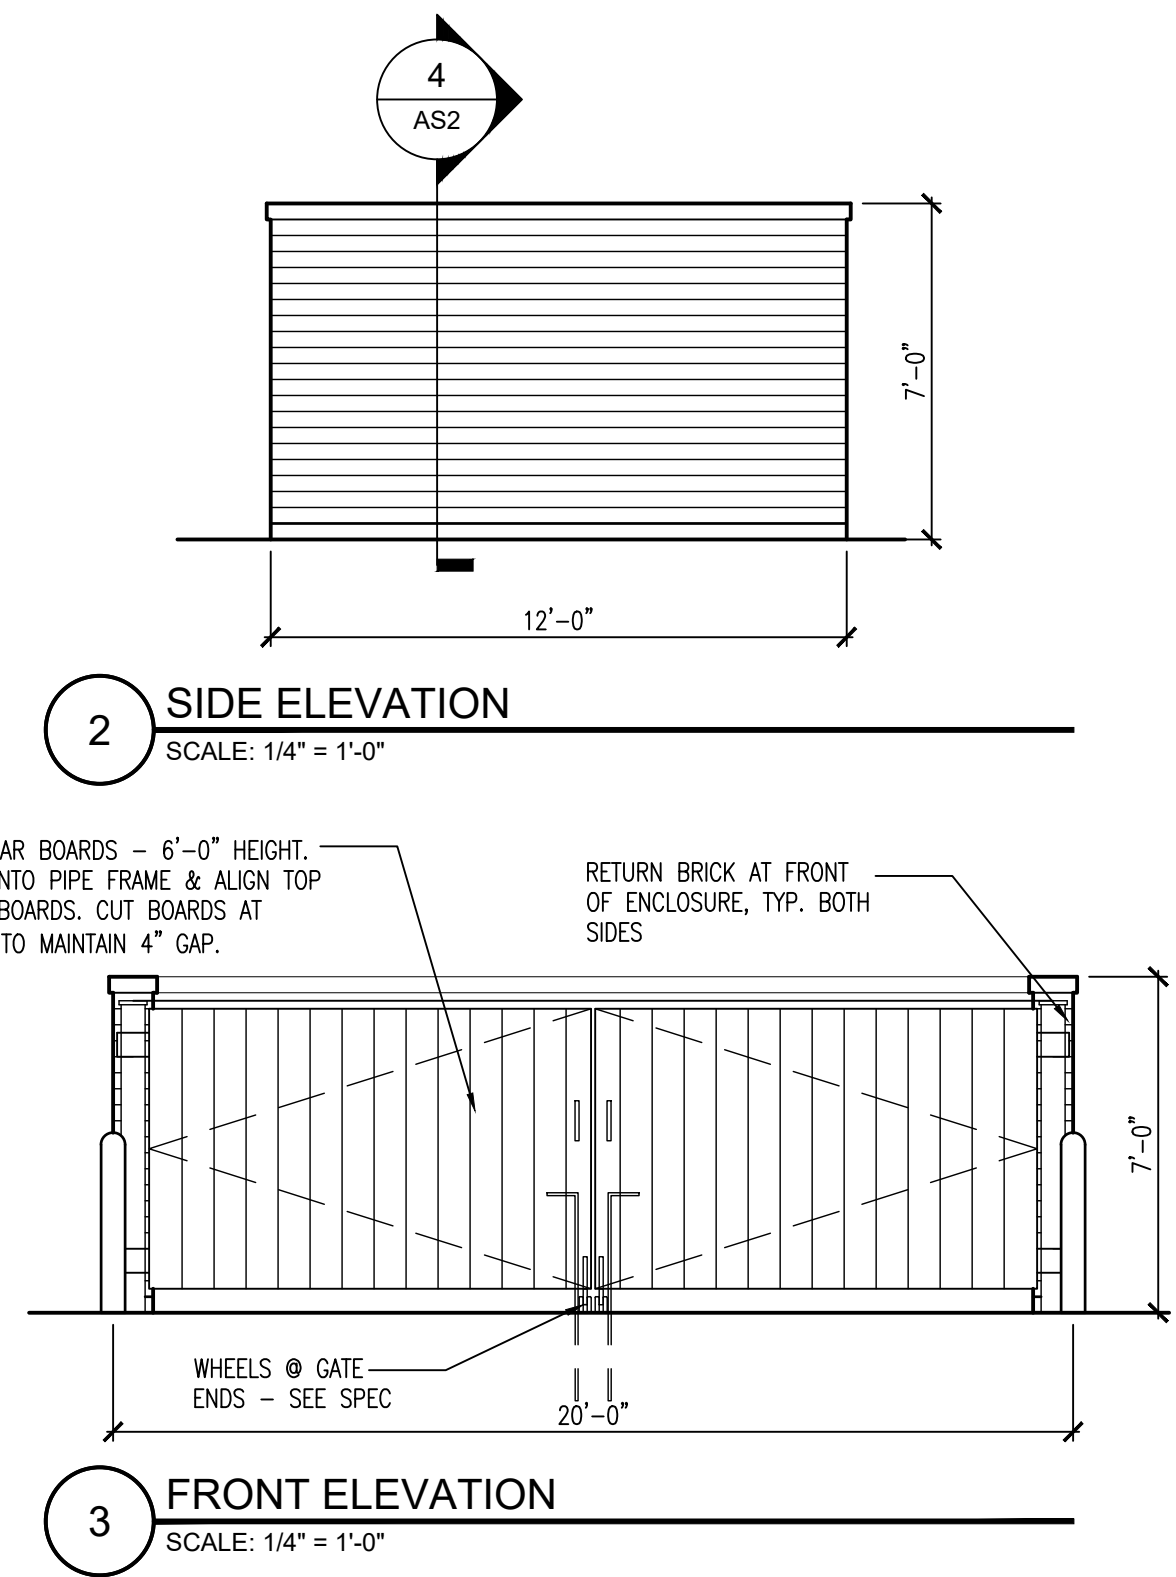 4
AS2
7'-0"
12'-0"
2
SIDE ELEVATION
SCALE: 1/4" = 1'-0"
AR BOARDS - 6'-0" HEIGHT.
NTO PIPE FRAME & ALIGN TOP
BOARDS. CUT BOARDS AT
TO MAINTAIN 4" GAP.
RETURN BRICK AT FRONT
OF ENCLOSURE, TYP. BOTH
SIDES
7'-0"
WHEELS @ GATE
ENDS - SEE SPEC
20'-0"
3
FRONT ELEVATION
SCALE: 1/4" = 1'-0"